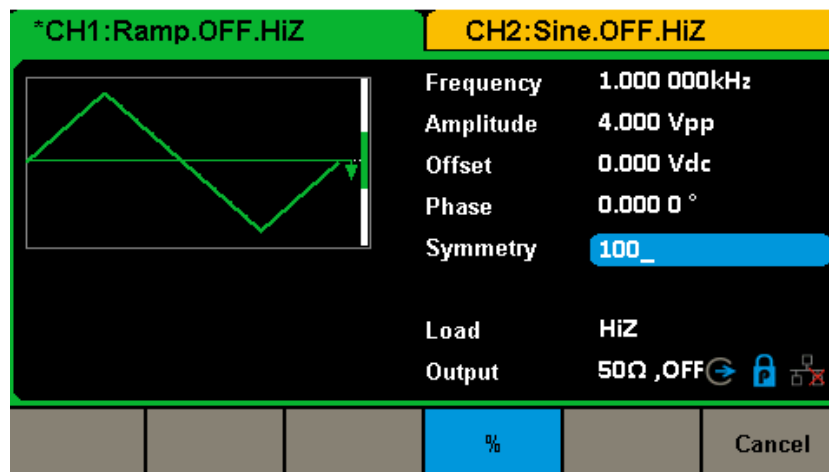 *CH1:Ramp.OFF.HiZ
CH2:Sine.OFF.HiZ
Frequency 1.000 000kHz
Amplitude 4.000 Vpp
Offset 0.000 Vdc
Phase 0.000 0 °
Symmetry 100_
Load HiZ
Output 50Ω ,OFF
P
% Cancel